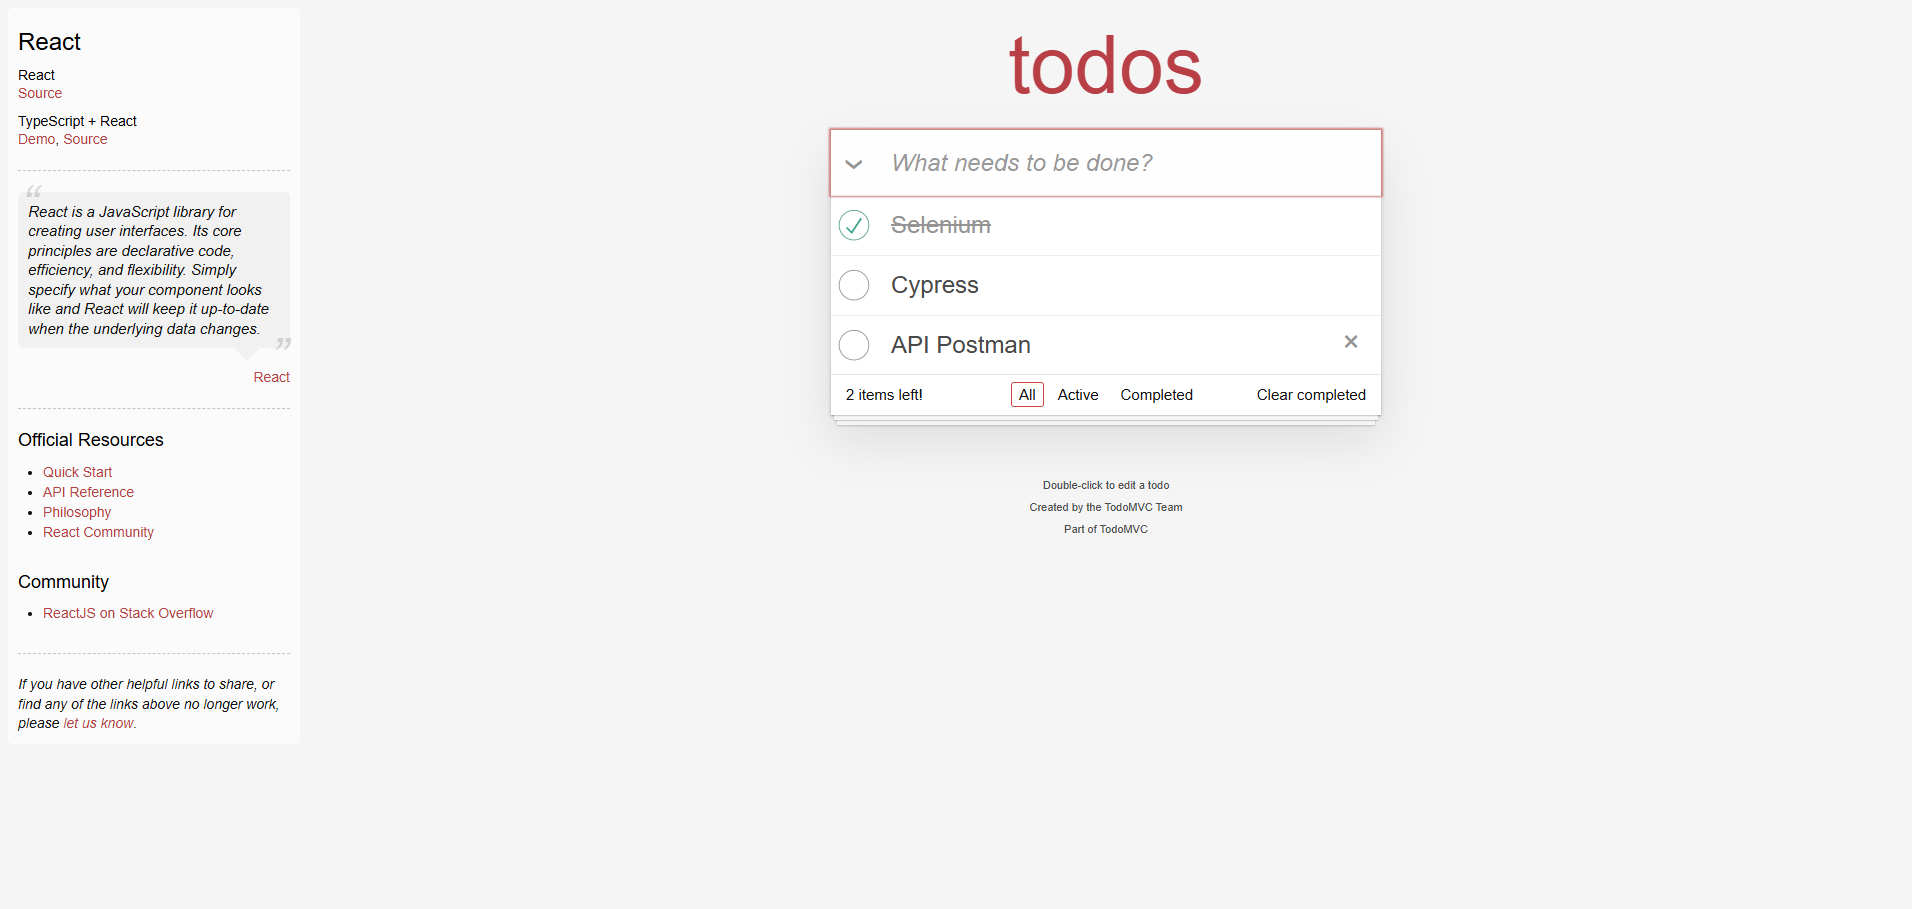 React
React
Source
TypeScript + React
Demo, Source
“
React is a JavaScript library for
creating user interfaces. Its core
principles are declarative code,
efficiency, and flexibility. Simply
specify what your component looks
like and React will keep it up-to-date
when the underlying data changes.
”
React
Official Resources
Quick Start
API Reference
Philosophy
React Community
Community
ReactJS on Stack Overflow
If you have other helpful links to share, or
find any of the links above no longer work,
please let us know.
todos
What needs to be done?
Selenium
Cypress
API Postman
2 items left!
All Active Completed
Clear completed
Double-click to edit a todo
Created by the TodoMVC Team
Part of TodoMVC